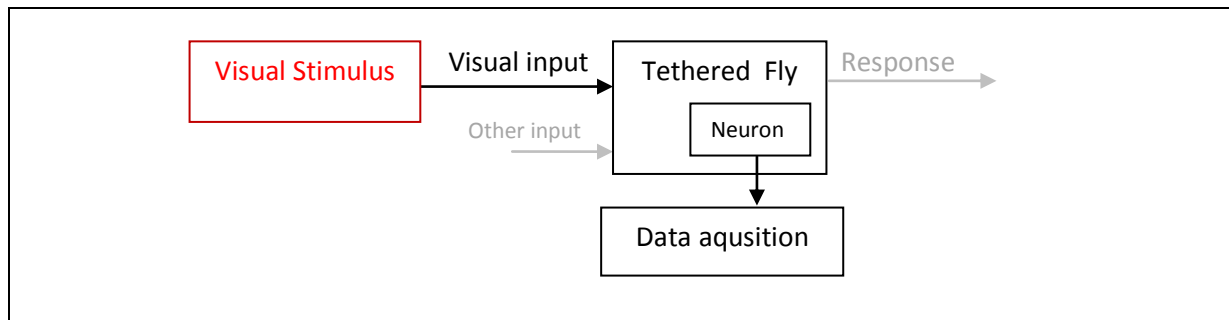 Visual Stimulus
Visual input
Tethered Fly
Response
Other input
Neuron
Data aqusition